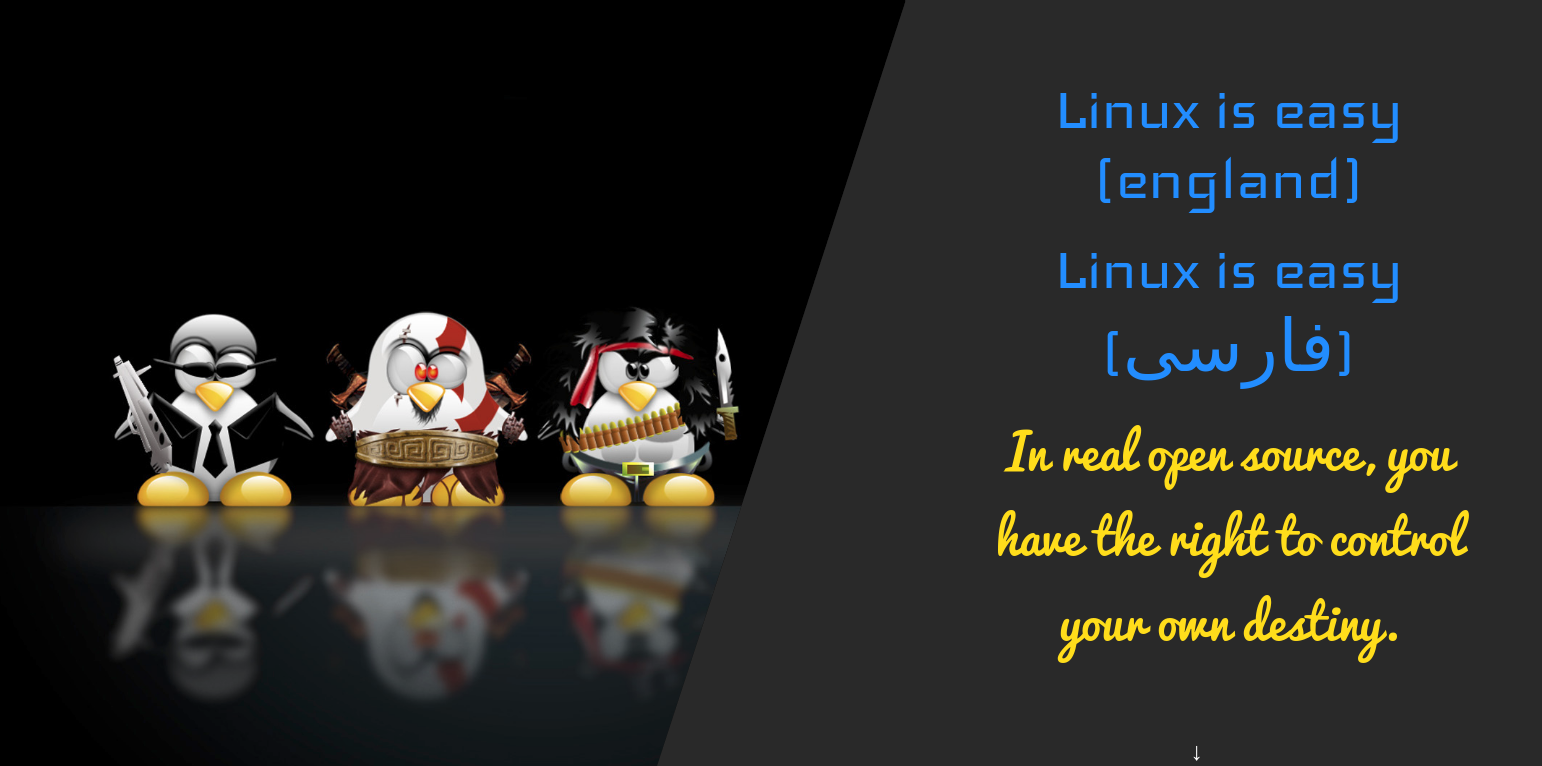 Linux is easy
(england)
Linux is easy
(فارسی)
In real open source, you
have the right to control
your own destiny.
↓